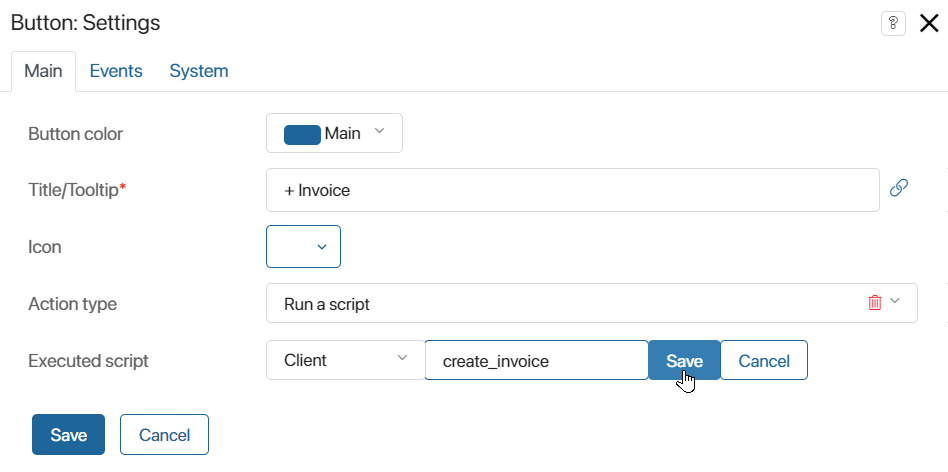 Button: Settings ?
Main Events System
Button color Main
Title/Tooltip* + Invoice
Icon
Action type Run a script
Executed script Client create_invoice Save Cancel
Save Cancel